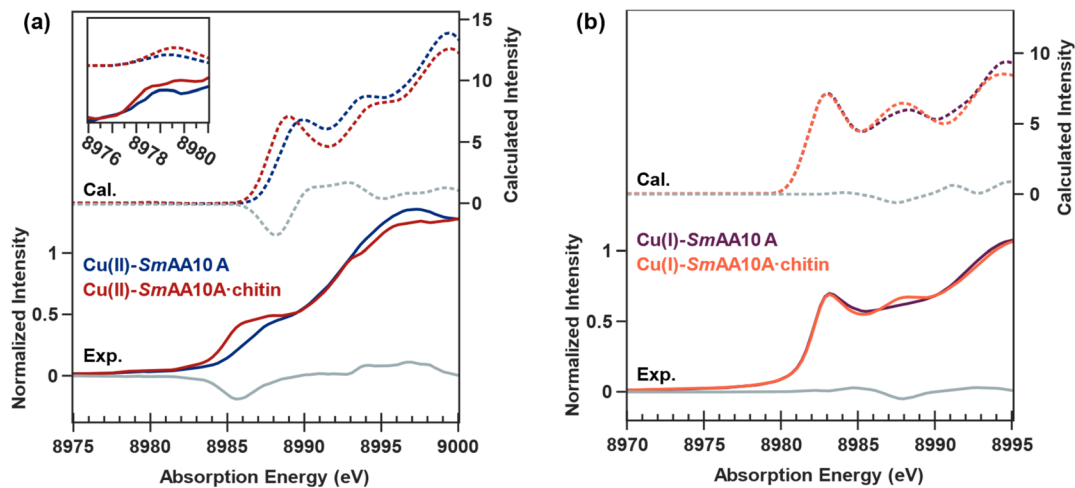 (a)
15
10
5
0
Calculated Intensity
8976
8978
8980
Cal.
1
0.5
0
Normalized Intensity
Cu(II)-SmAA10 A
Cu(II)-SmAA10A·chitin
Exp.
8975
8980
8985
8990
8995
9000
Absorption Energy (eV)
(b)
10
5
0
Calculated Intensity
Cal.
1
0.5
0
Normalized Intensity
Cu(I)-SmAA10 A
Cu(I)-SmAA10A·chitin
Exp.
8970
8975
8980
8985
8990
8995
Absorption Energy (eV)